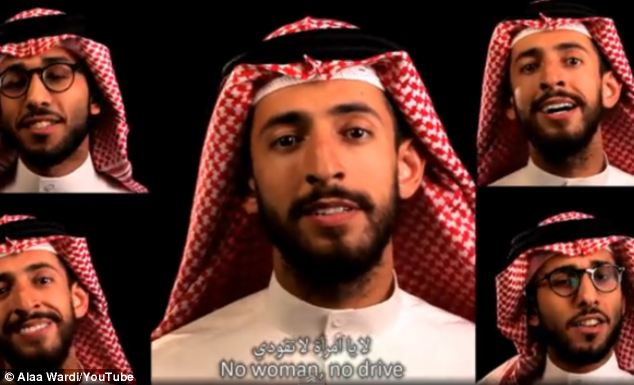 لا يا امرأة لا تقودي
No woman, no drive
© Alaa Wardi/YouTube